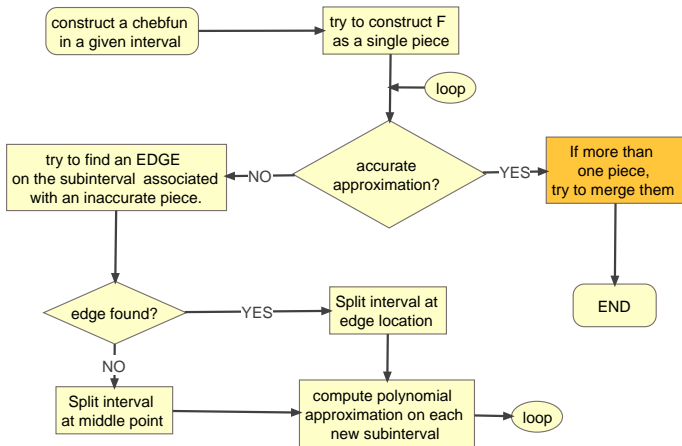 construct a chebfun
in a given interval
try to construct F
as a single piece
loop
accurate
approximation?
YES
If more than
one piece,
try to merge them
END
NO
try to find an EDGE
on the subinterval associated
with an inaccurate piece.
edge found?
YES
Split interval at
edge location
NO
Split interval
at middle point
compute polynomial
approximation on each
new subinterval
loop